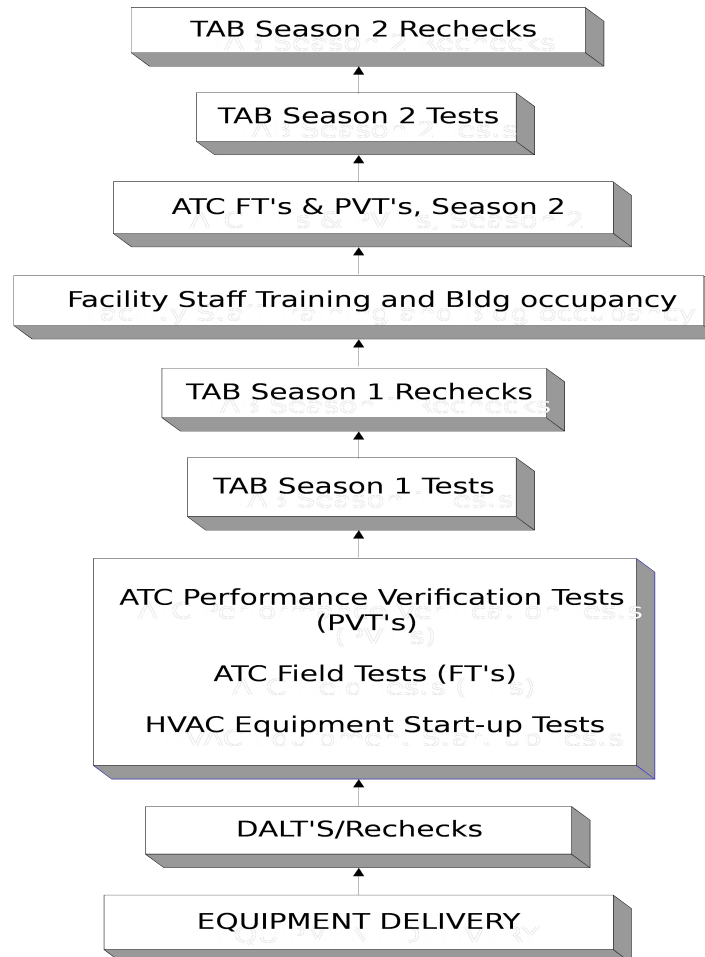 TAB Season 2 Rechecks
TAB Season 2 Tests
ATC FT's & PVT's, Season 2
Facility Staff Training and Bldg occupancy
TAB Season 1 Rechecks
TAB Season 1 Tests
ATC Performance Verification Tests
(PVT's)
ATC Field Tests (FT's)
HVAC Equipment Start-up Tests
DALT'S/Rechecks
EQUIPMENT DELIVERY